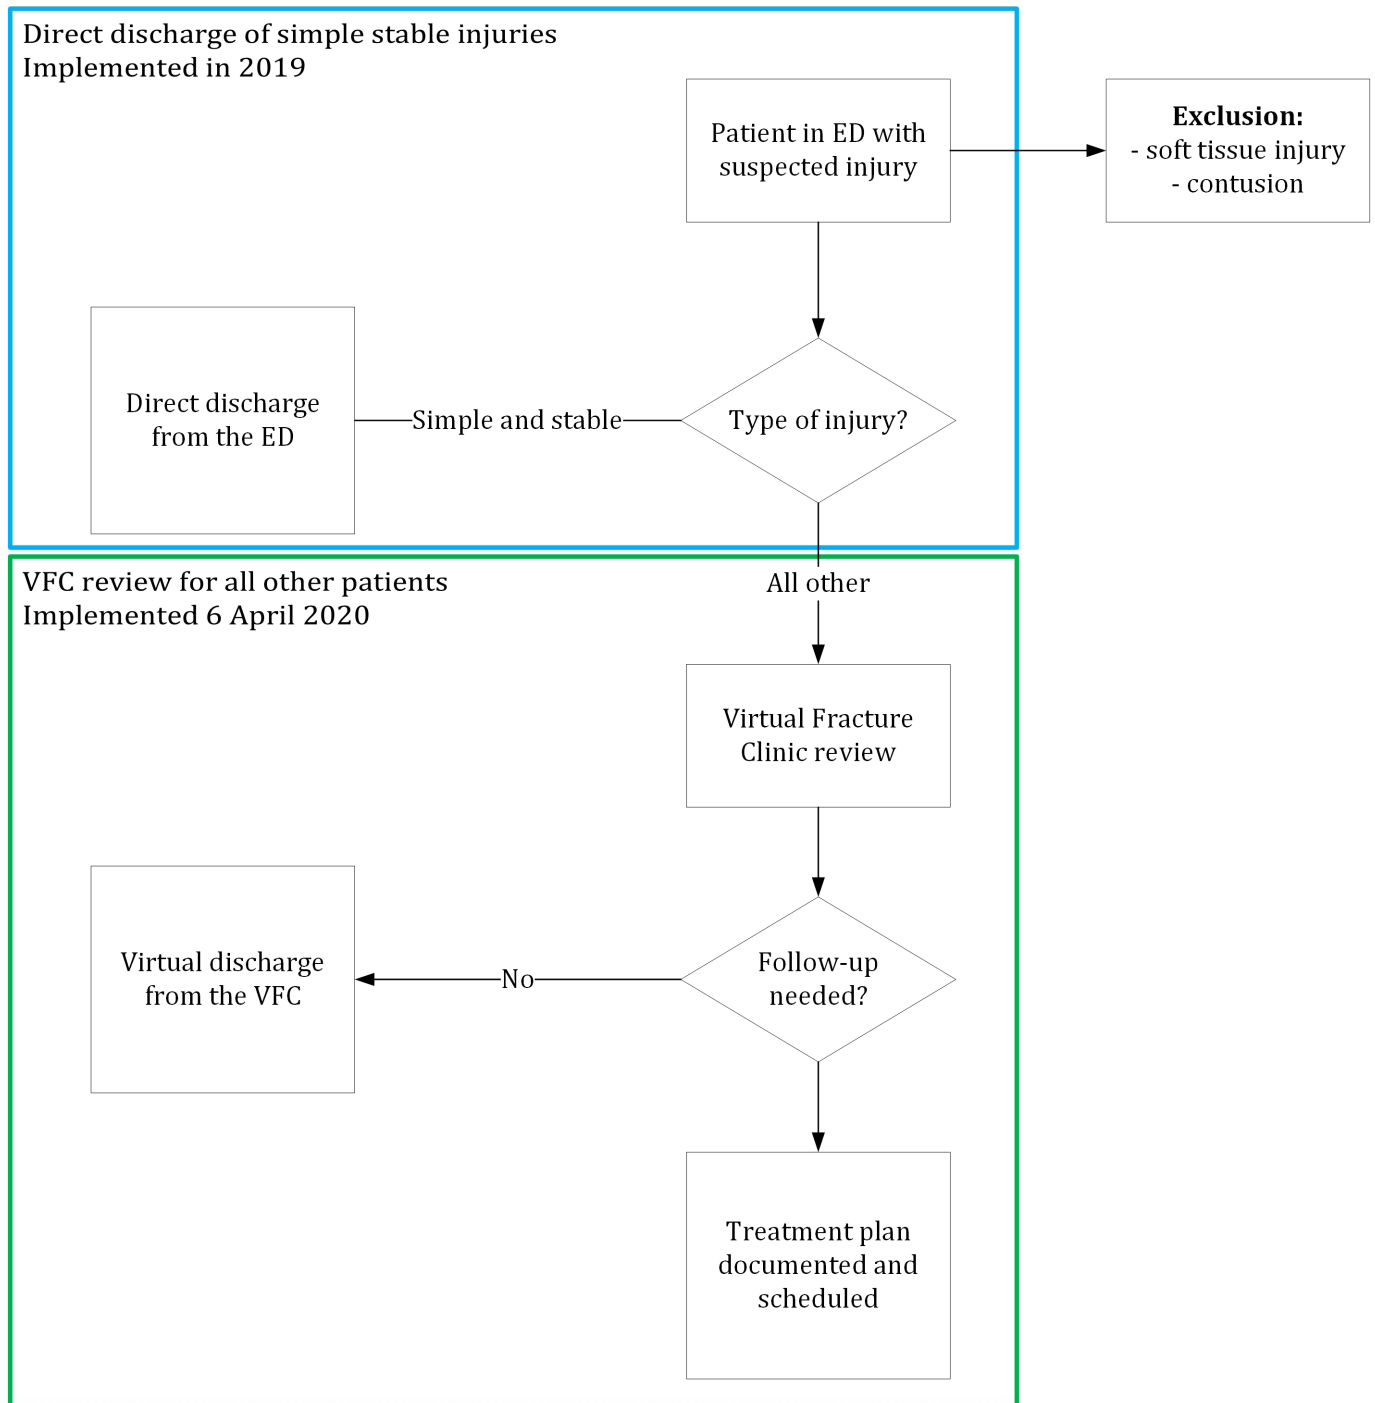 Direct discharge of simple stable injuries
Implemented in 2019
Patient in ED with
suspected injury
Exclusion:
- soft tissue injury
- contusion
Direct discharge
from the ED
Simple and stable
Type of injury?
VFC review for all other patients
Implemented 6 April 2020
All other
Virtual Fracture
Clinic review
Virtual discharge
from the VFC
No
Follow-up
needed?
Treatment plan
documented and
scheduled